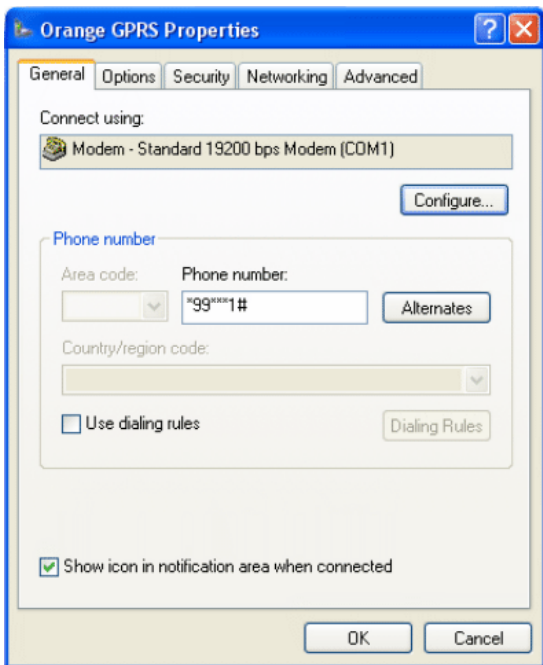 Orange GPRS Properties
General Options Security Networking Advanced
Connect using:
Modem - Standard 19200 bps Modem (COM1)
Configure...
Phone number
Area code: Phone number:
*99***1# Alternates
Country/region code:
Use dialing rules Dialing Rules
Show icon in notification area when connected
OK Cancel